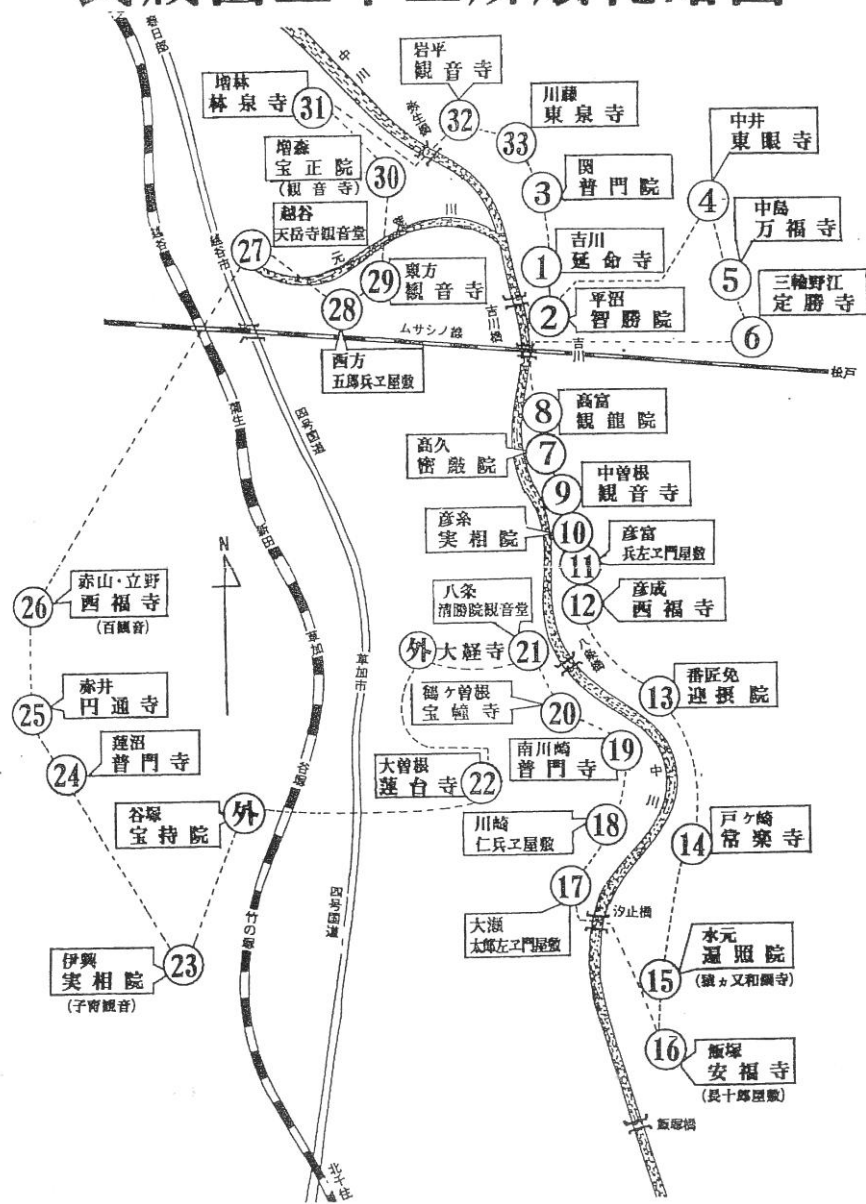 春日部
中川
岩平
観音寺
32
弥生橋
増林
林泉寺
31
川藤
東泉寺
33
中井
東眼寺
4
増森
宝正院
(観音寺)
30
関
普門院
3
中島
万福寺
5
越谷
天岳寺観音堂
27
元荒川
吉川
延命寺
1
越谷
越谷市
東方
観音寺
29
三輪野江
定勝寺
6
28
平沼
智勝院
2
吉川橋
ムサシノ線
吉川
松戸
西方
五郎兵ヱ屋敷
蒲生
四号国道
高富
観龍院
8
高久
密厳院
7
中曽根
観音寺
9
新田
彦糸
実相院
10
彦富
兵左ヱ門屋敷
11
N
赤山・立野
西福寺
(百観音)
26
八条
清勝院観音堂
21
彦成
西福寺
12
八条橋
草加
草加市
外
大経寺
赤井
円通寺
25
鶴ケ曽根
宝幢寺
20
番匠免
迎摂院
13
蓮沼
普門寺
24
南川崎
普門寺
19
中川
谷塚
大曽根
蓮台寺
22
谷塚
宝持院
外
川崎
仁兵ヱ屋敷
18
戸ケ崎
常楽寺
14
17
汐止橋
四号国道
大瀬
太郎左ヱ門屋敷
竹の塚
水元
遍照院
15
伊興
実相院
(子育観音)
23
16
飯塚
安福寺
(長十郎屋敷)
飯塚橋
北千住